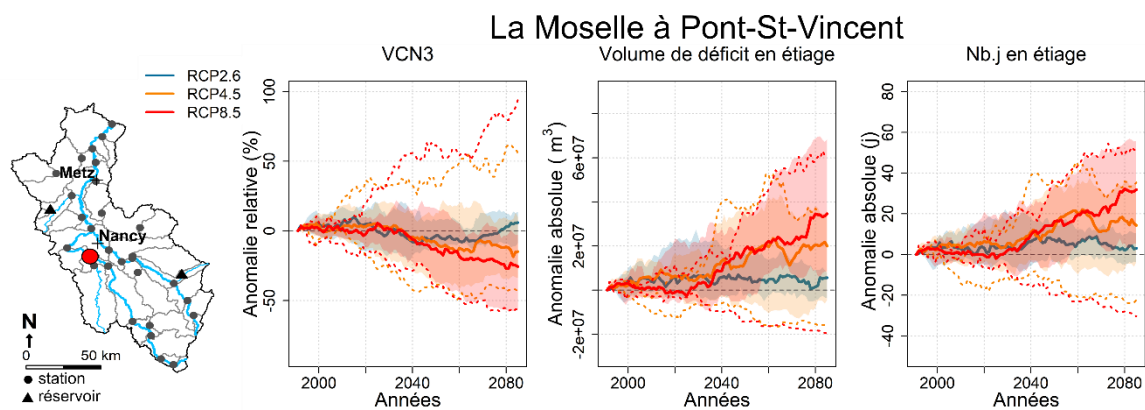 La Moselle à Pont-St-Vincent
RCP2.6
RCP4.5
RCP8.5
Metz
Nancy
N
0 50 km
station
réservoir
VCN3
Anomalie relative (%)
100
50
0
-50
2000 2040 2080
Années
Volume de déficit en étiage
Anomalie absolue ( m³)
6e+07
2e+07
-2e+07
2000 2040 2080
Années
Nb.j en étiage
Anomalie absolue (j)
80
60
40
20
0
-20
-40
2000 2040 2080
Années